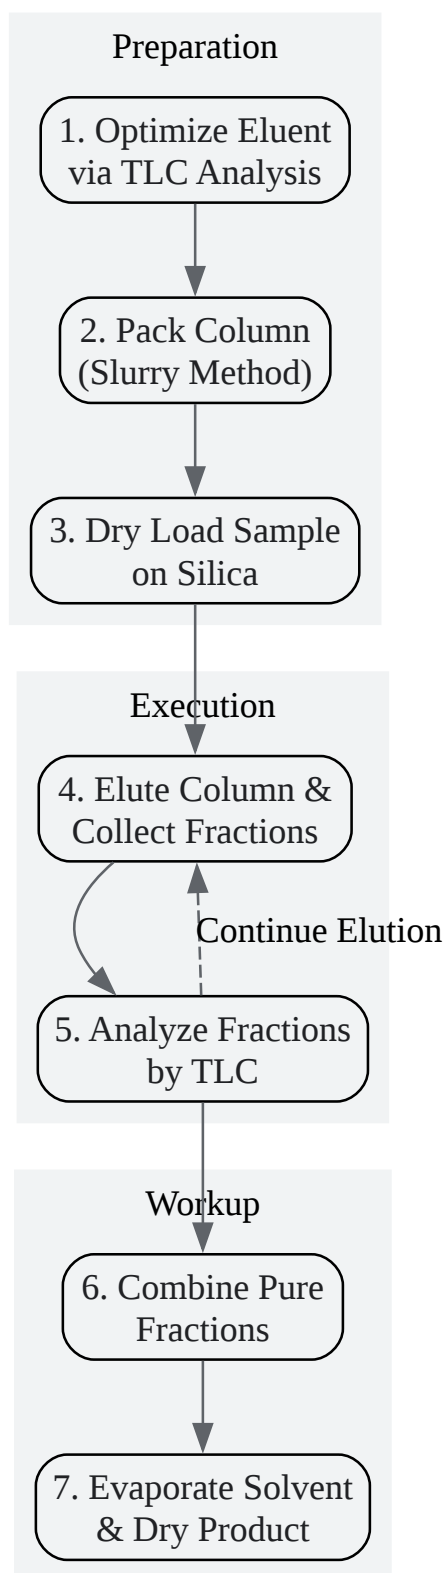 Preparation
1. Optimize Eluent
via TLC Analysis
2. Pack Column
(Slurry Method)
3. Dry Load Sample
on Silica
Execution
4. Elute Column &
Collect Fractions
Continue Elution
5. Analyze Fractions
by TLC
Workup
6. Combine Pure
Fractions
7. Evaporate Solvent
& Dry Product